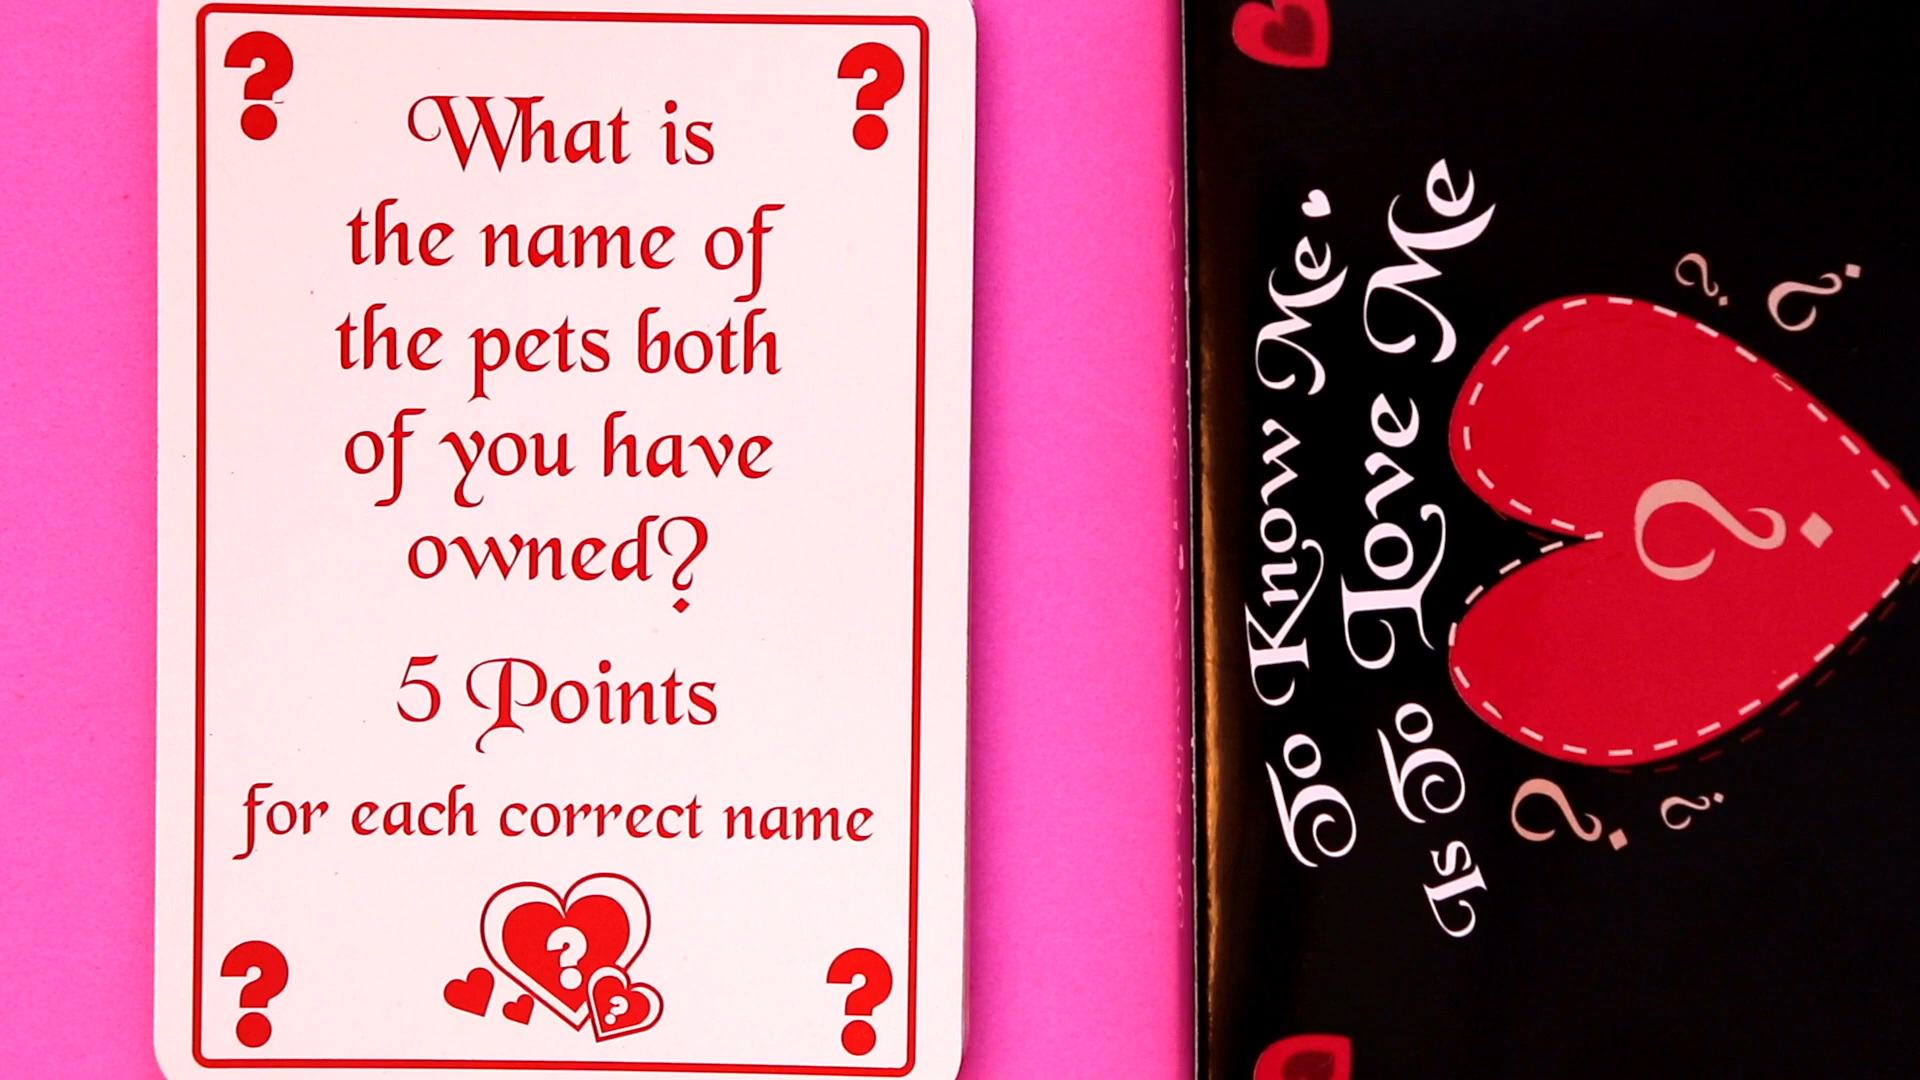 ?
?
What is
the name of
the pets both
of you have
owned?
5 Points
for each correct name
?
?
?
?
To Know Me
Is To Love Me
?
?
?
?
?